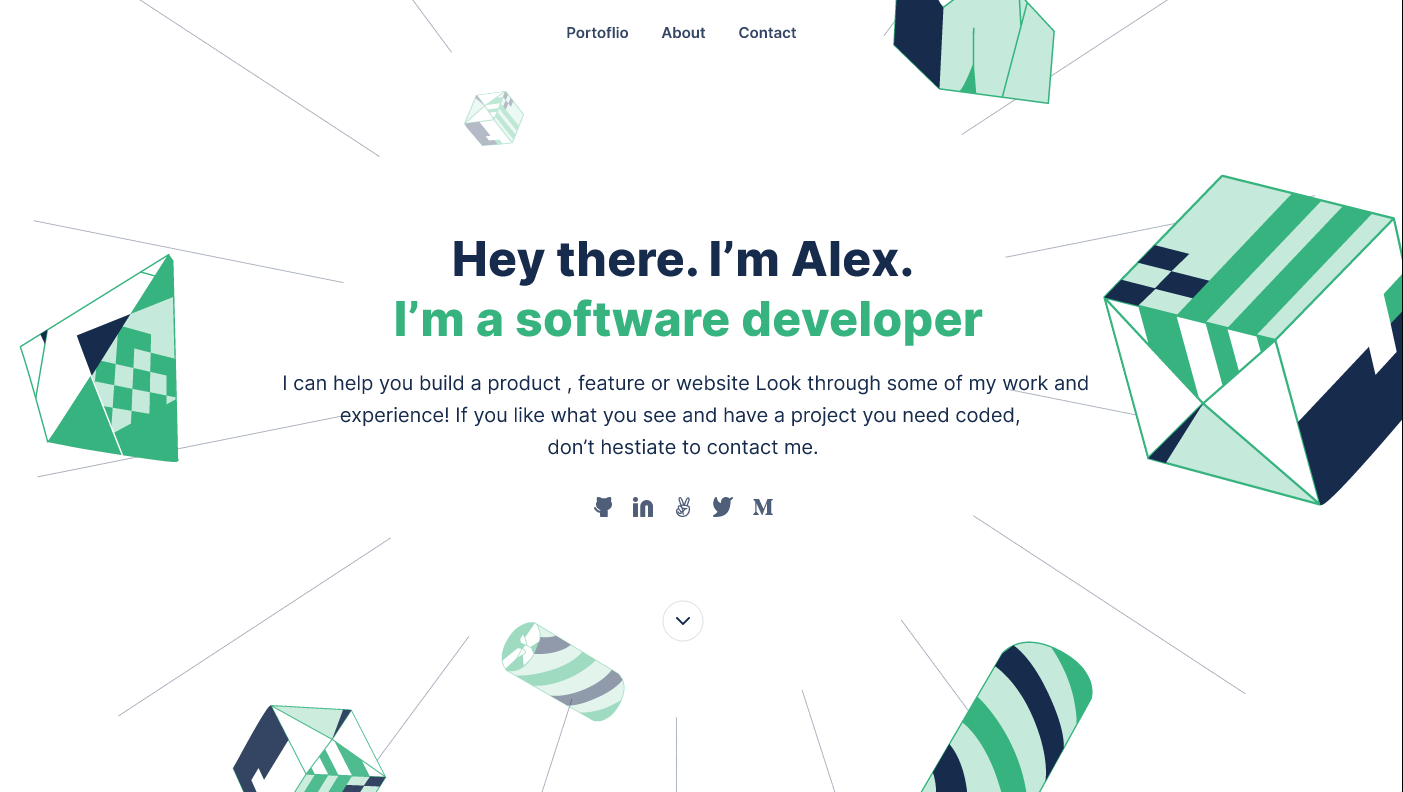 Portoflio About Contact
Hey there. I’m Alex.
I’m a software developer
I can help you build a product , feature or website Look through some of my work and
experience! If you like what you see and have a project you need coded,
don’t hestiate to contact me.